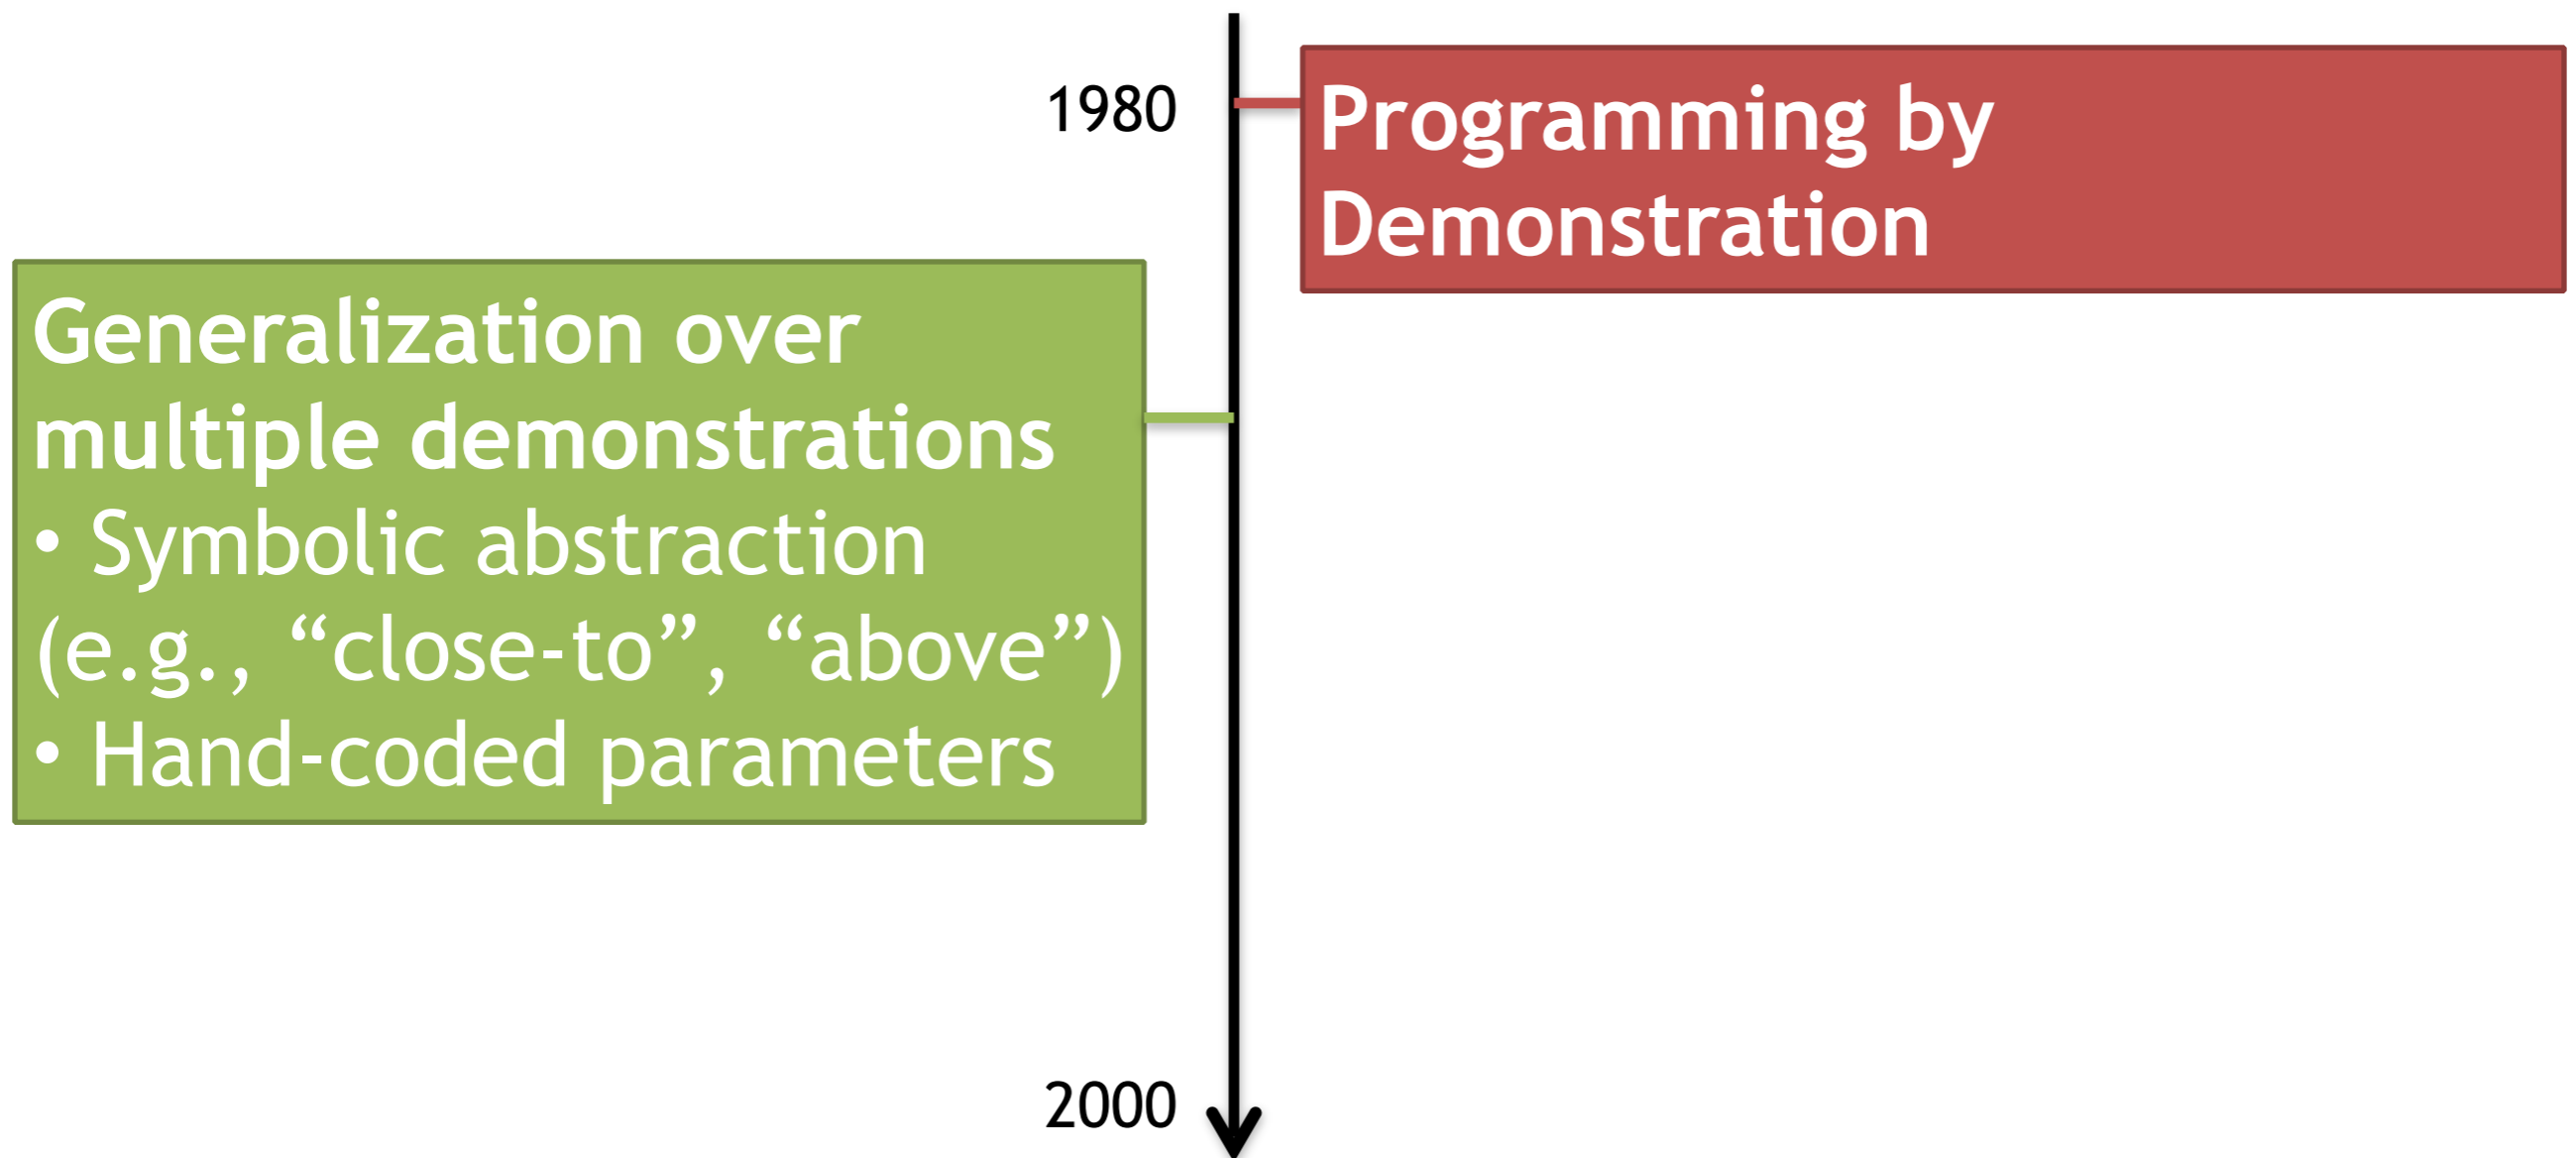 1980
Programming by
Demonstration
Generalization over
multiple demonstrations
• Symbolic abstraction
(e.g., “close-to”, “above”)
• Hand-coded parameters
2000